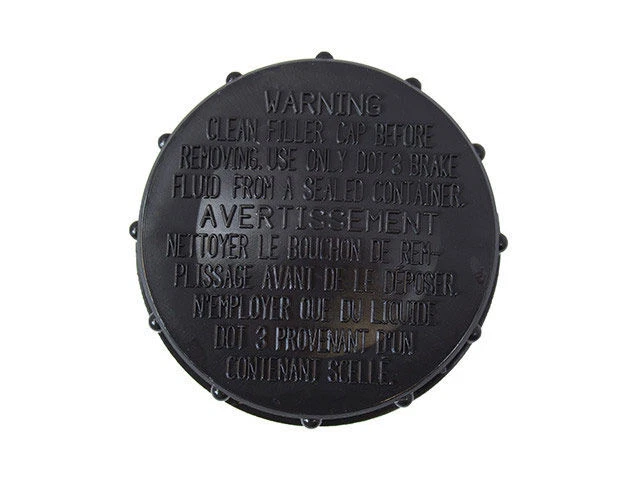 WARNING
CLEAN FILLER CAP BEFORE
REMOVING. USE ONLY DOT 3 BRAKE
FLUID FROM A SEALED CONTAINER.
AVERTISSEMENT
NETTOYER LE BOUCHON DE REM-
PLISSAGE AVANT DE LE DÉPOSER.
N'EMPLOYER QUE DU LIQUIDE
DOT 3 PROVENANT D'UN
CONTENANT SCELLÉ.